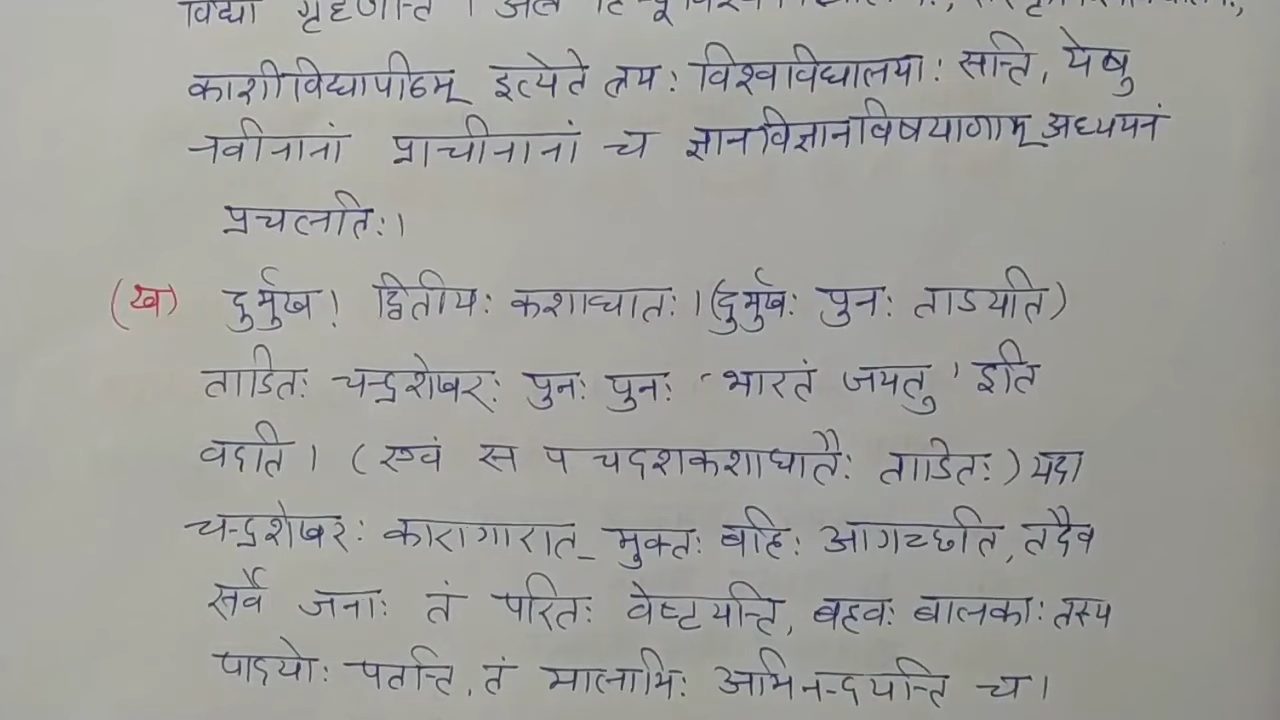 विद्या गृहणन्ति । अत्र
काशीविद्यापीठम् इत्येते त्रयः विश्वविद्यालयाः सन्ति, येषु
नवीनानां प्राचीनानां च ज्ञानविज्ञानविषयाणाम् अध्ययनं
प्रचलतिः।
(ख) दुर्मुख! द्वितीयः कशाघातः।(दुर्मुखः पुनः ताडयति)
ताडितः चन्द्रशेखरः पुनः पुनः 'भारतं जयतु' इति
वदति। (एवं स प चदशकशाघातैः ताडितः) यदा
चन्द्रशेखरः कारागारात् मुक्तः बहिः आगच्छति, तदैव
सर्वे जनाः तं परितः वेष्टयन्ति, बहवः बालकाः तस्य
पादयोः पतन्ति, तं मालाभिः अभिनन्दयन्ति च।